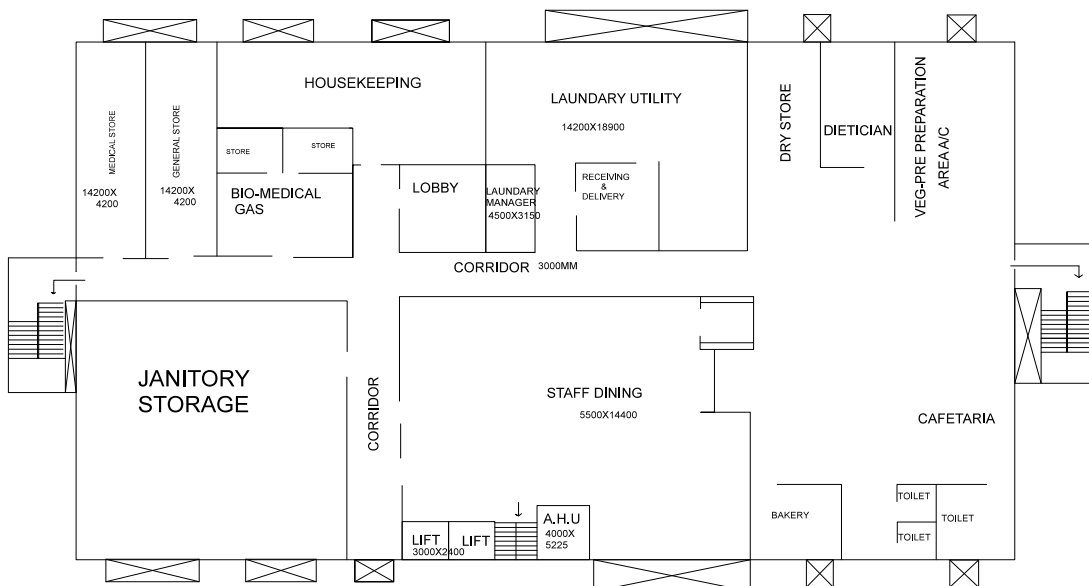 HOUSEKEEPING
LAUNDARY UTILITY
14200X18900
MEDICAL STORE
14200X
4200
GENERAL STORE
14200X
4200
STORE
STORE
BIO-MEDICAL
GAS
LOBBY
LAUNDARY
MANAGER
4500X3150
RECEIVING
&
DELIVERY
DRY STORE
DIETICIAN
VEG-PRE PREPARATION
AREA A/C
CORRIDOR 3000MM
JANITORY
STORAGE
CORRIDOR
STAFF DINING
5500X14400
CAFETARIA
LIFT
3000X2400
LIFT
A.H.U
4000X
5225
BAKERY
TOILET
TOILET
TOILET